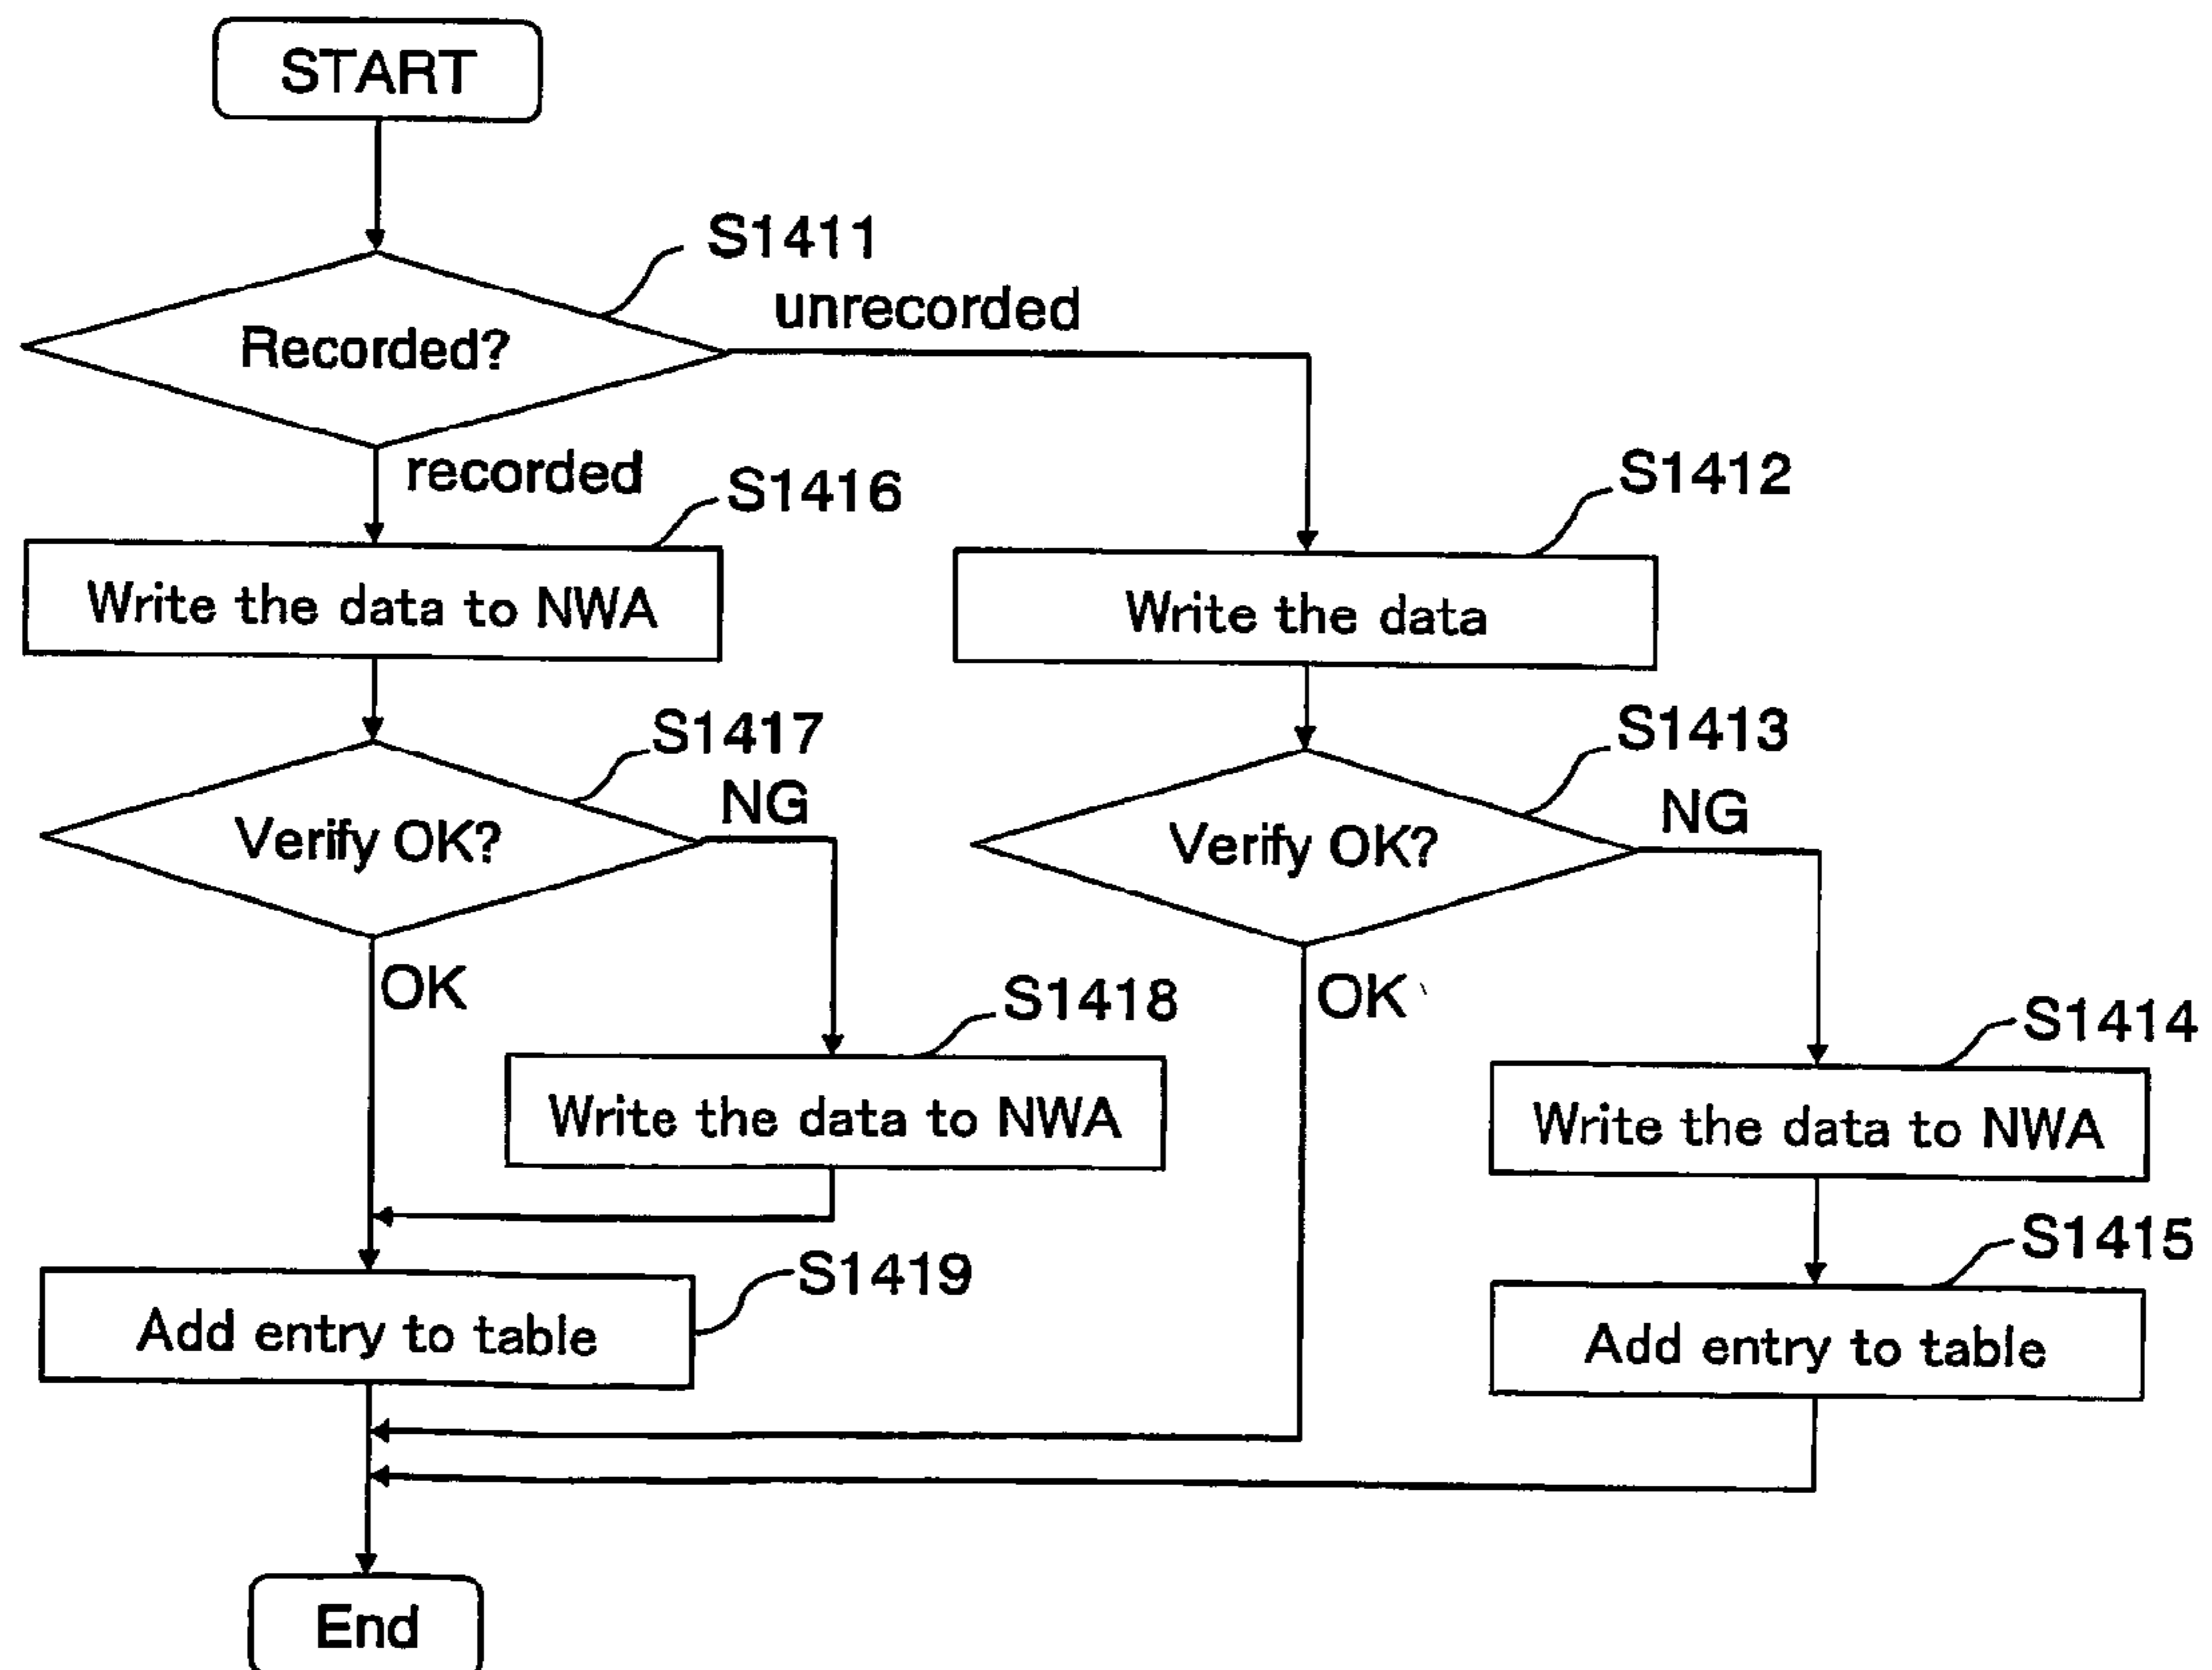 START
S1411
unrecorded
Recorded?
recorded
S1416
S1412
Write the data to NWA
Write the data
S1417
S1413
NG
NG
Verify OK?
Verify OK?
OK
OK
S1418
S1414
Write the data to NWA
Write the data to NWA
S1415
S1419
Add entry to table
Add entry to table
End